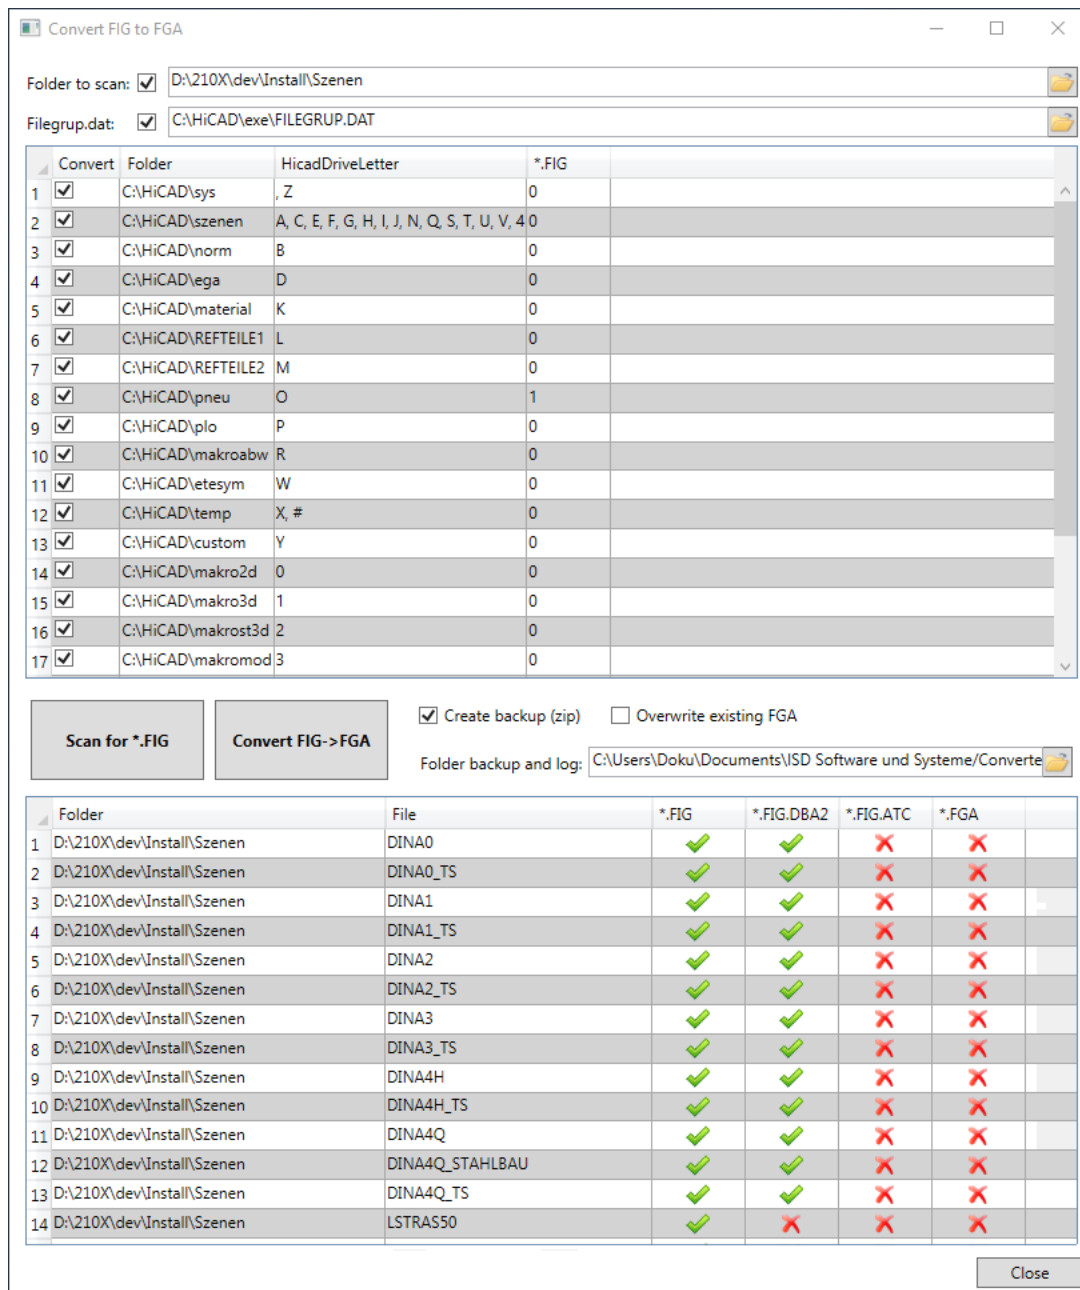 Convert FIG to FGA
Folder to scan: D:\210X\dev\Install\Szenen
Filegrup.dat: C:\HiCAD\exe\FILEGRUP.DAT
Convert Folder HicadDriveLetter *.FIG
1 C:\HiCAD\sys , Z 0
2 C:\HiCAD\szenen A, C, E, F, G, H, I, J, N, Q, S, T, U, V, 4 0
3 C:\HiCAD\norm B 0
4 C:\HiCAD\ega D 0
5 C:\HiCAD\material K 0
6 C:\HiCAD\REFTEILE1 L 0
7 C:\HiCAD\REFTEILE2 M 0
8 C:\HiCAD\pneu O 1
9 C:\HiCAD\plo P 0
10 C:\HiCAD\makroabw R 0
11 C:\HiCAD\etesym W 0
12 C:\HiCAD\temp X, # 0
13 C:\HiCAD\custom Y 0
14 C:\HiCAD\makro2d 0 0
15 C:\HiCAD\makro3d 1 0
16 C:\HiCAD\makrost3d 2 0
17 C:\HiCAD\makromod 3 0
Scan for *.FIG Convert FIG->FGA Create backup (zip) Overwrite existing FGA
Folder backup and log: C:\Users\Doku\Documents\ISD Software und Systeme/Converte
Folder File *.FIG *.FIG.DBA2 *.FIG.ATC *.FGA
1 D:\210X\dev\Install\Szenen DINA0
2 D:\210X\dev\Install\Szenen DINA0_TS
3 D:\210X\dev\Install\Szenen DINA1
4 D:\210X\dev\Install\Szenen DINA1_TS
5 D:\210X\dev\Install\Szenen DINA2
6 D:\210X\dev\Install\Szenen DINA2_TS
7 D:\210X\dev\Install\Szenen DINA3
8 D:\210X\dev\Install\Szenen DINA3_TS
9 D:\210X\dev\Install\Szenen DINA4H
10 D:\210X\dev\Install\Szenen DINA4H_TS
11 D:\210X\dev\Install\Szenen DINA4Q
12 D:\210X\dev\Install\Szenen DINA4Q_STAHLBAU
13 D:\210X\dev\Install\Szenen DINA4Q_TS
14 D:\210X\dev\Install\Szenen LSTRAS50
Close